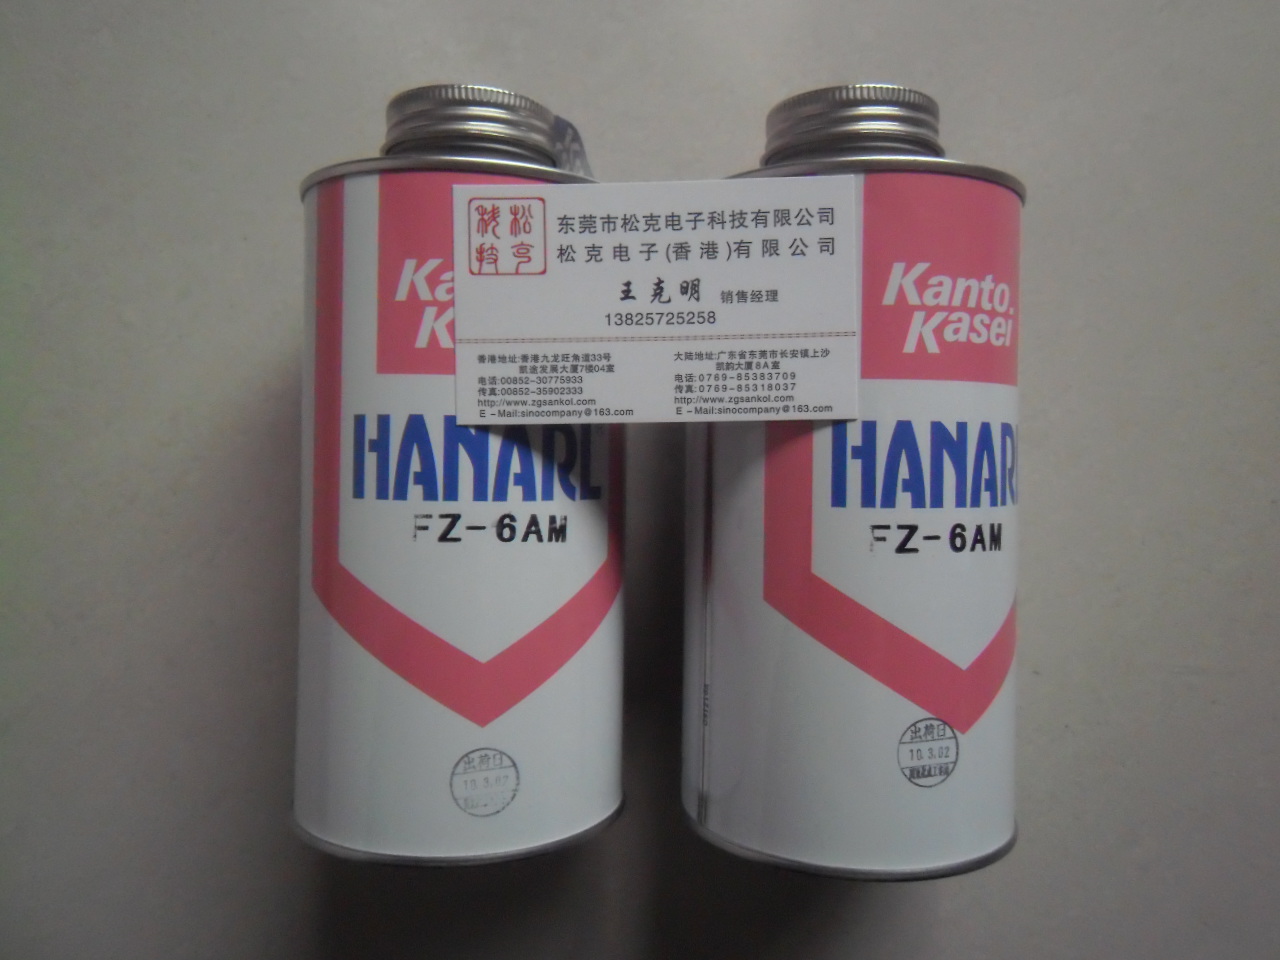 松亨
科技
东莞市松克电子科技有限公司
松克电子(香港)有限公司
王克明 销售经理
13825725258
香港地址:香港九龙旺角道33号
凯途发展大厦7楼04室
电话:00852-30775933
传真:00852-35902333
http://www.zgsankol.com
E-Mail:sinocompany@163.com
大陆地址:广东省东莞市长安镇上沙
凯韵大厦8A室
电话:0769-85383709
传真:0769-85318037
http://www.zgsankol.com
E-Mail:sinocompany@163.com
Ka
K
HANARL
FZ-6AM
出荷日
10.3.02
Kanto.
Kasei
HANAR
FZ-6AM
出荷日
10.3.02